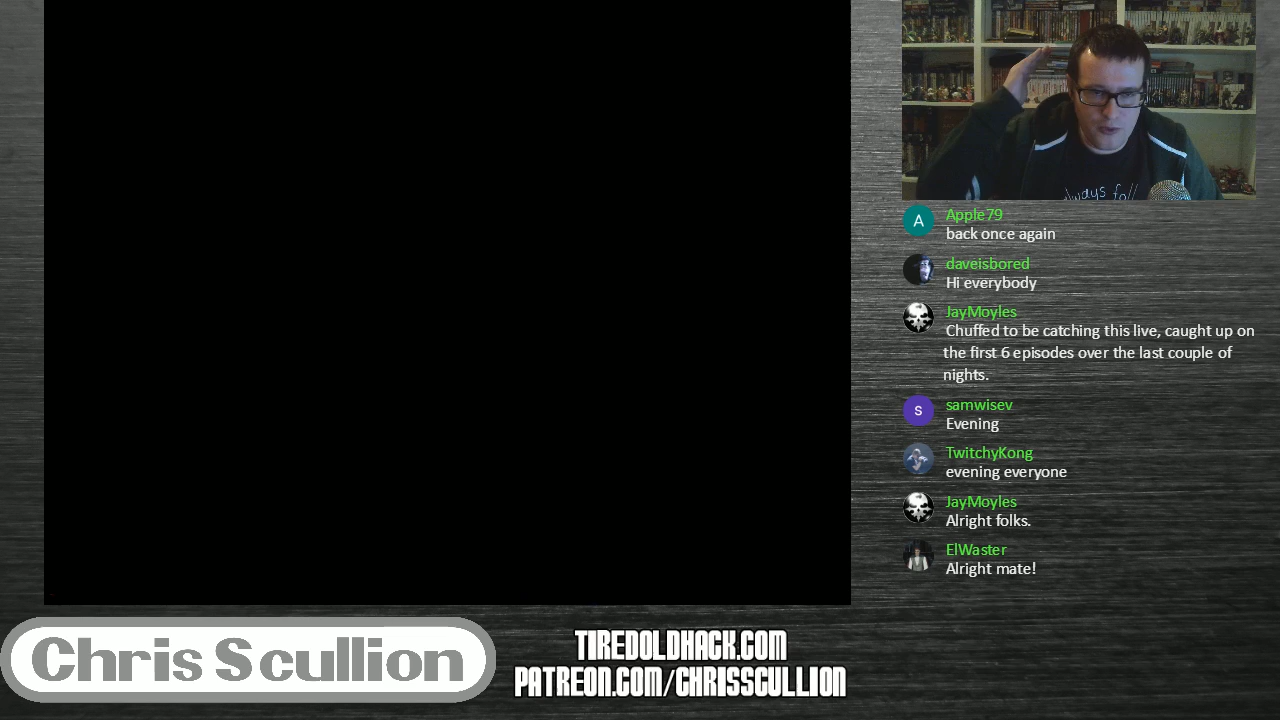 always fo
Apple79
back once again
daveisbored
Hi everybody
JayMoyles
Chuffed to be catching this live, caught up on
the first 6 episodes over the last couple of
nights.
samwisev
Evening
TwitchyKong
evening everyone
JayMoyles
Alright folks.
ElWaster
Alright mate!
Chris Scullion
TIREDOLDHACK.COM
PATREON.COM/CHRISSCULLION